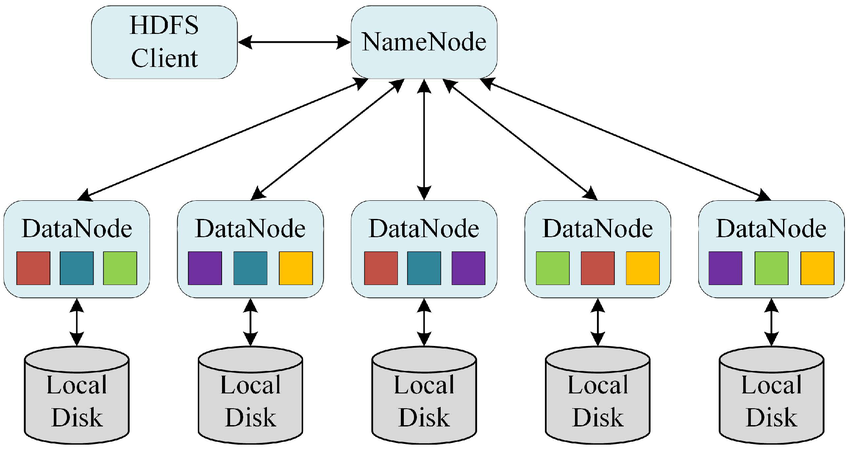 HDFS
Client
NameNode
DataNode
DataNode
DataNode
DataNode
DataNode
Local
Disk
Local
Disk
Local
Disk
Local
Disk
Local
Disk